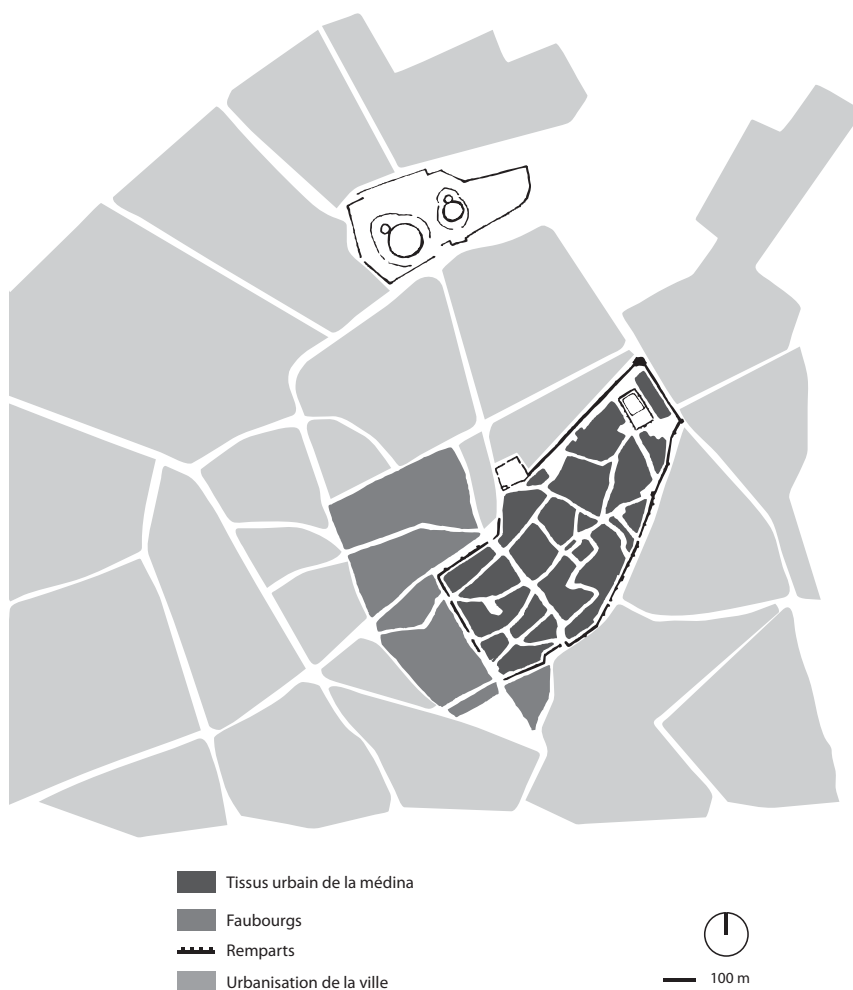 Tissus urbain de la médina
Faubourgs
Remparts
Urbanisation de la ville
100 m